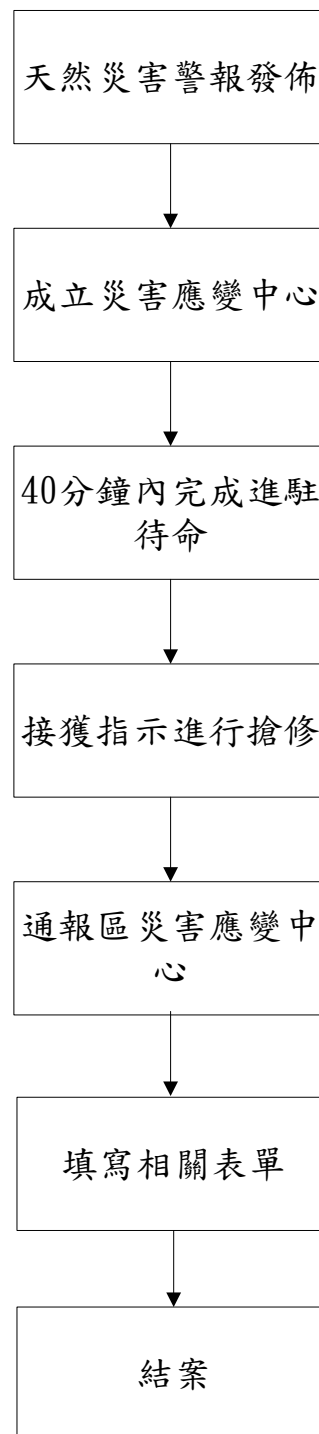 天然災害警報發佈
成立災害應變中心
40分鐘內完成進駐
待命
接獲指示進行搶修
通報區災害應變中
心
填寫相關表單
結案